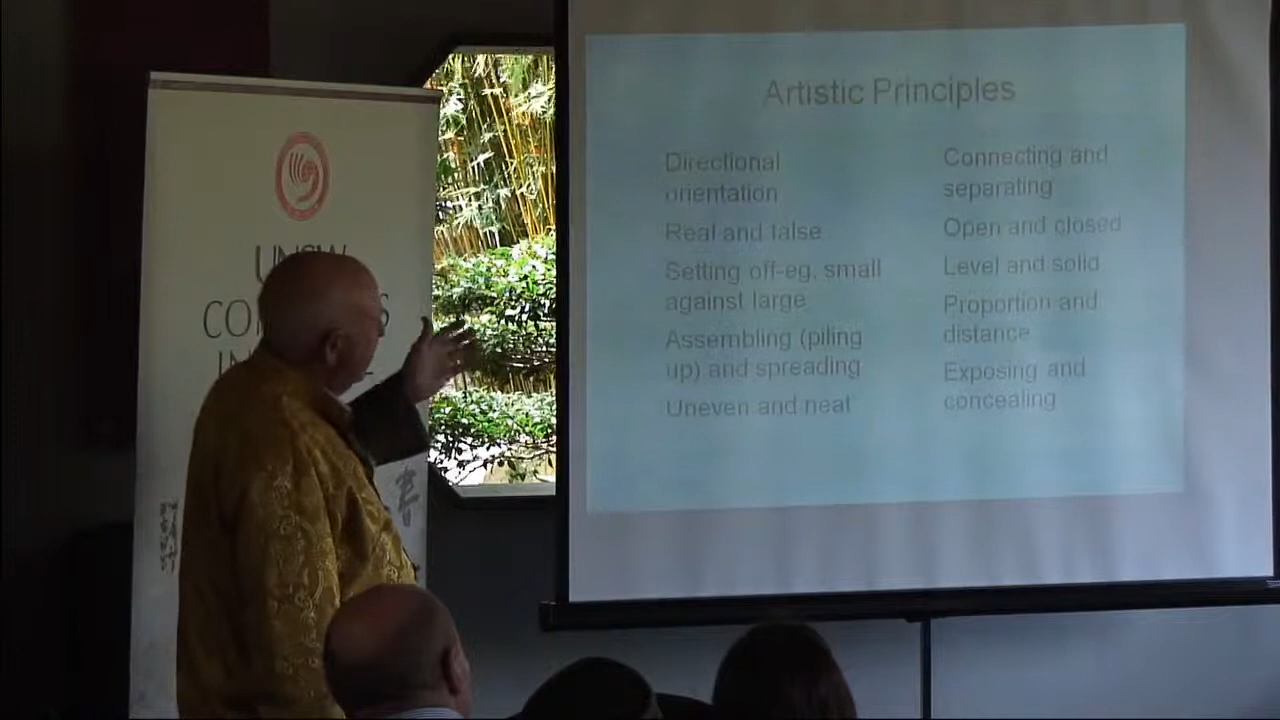 UNSW
Artistic Principles
Directional
orientation
Real and false
Setting off-eg. small
against large
Assembling (piling
up) and spreading
Uneven and neat
Connecting and
separating
Open and closed
Level and solid
Proportion and
distance
Exposing and
concealing